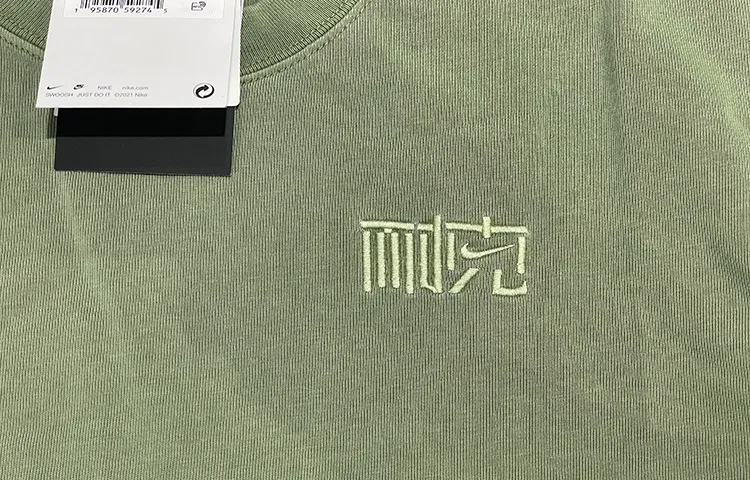 1 95870 59274 5
NIKE nike.com
SWOOSH JUST DO IT ©2021 Nike
耐克